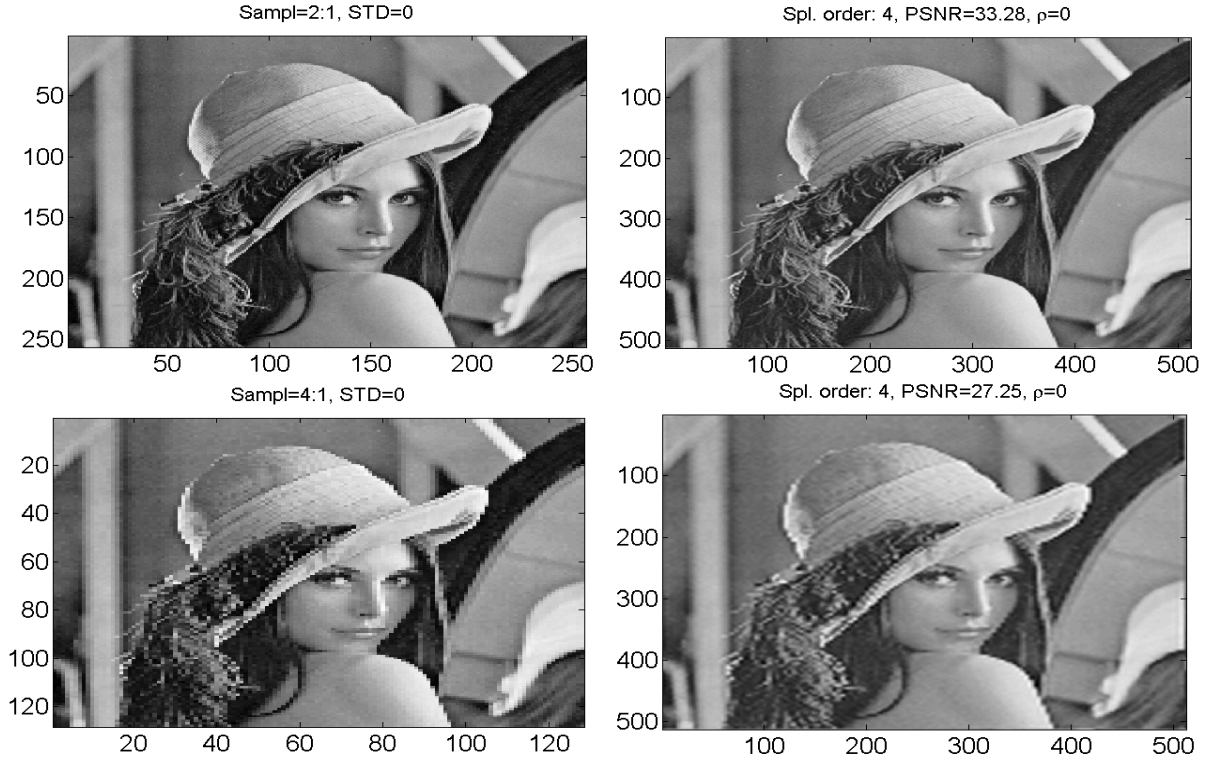 Sampl=2:1, STD=0
50
100
150
200
250
50 100 150 200 250
Spl. order: 4, PSNR=33.28, ρ=0
100
200
300
400
500
100 200 300 400 500
Sampl=4:1, STD=0
20
40
60
80
100
120
20 40 60 80 100 120
Spl. order: 4, PSNR=27.25, ρ=0
100
200
300
400
500
100 200 300 400 500